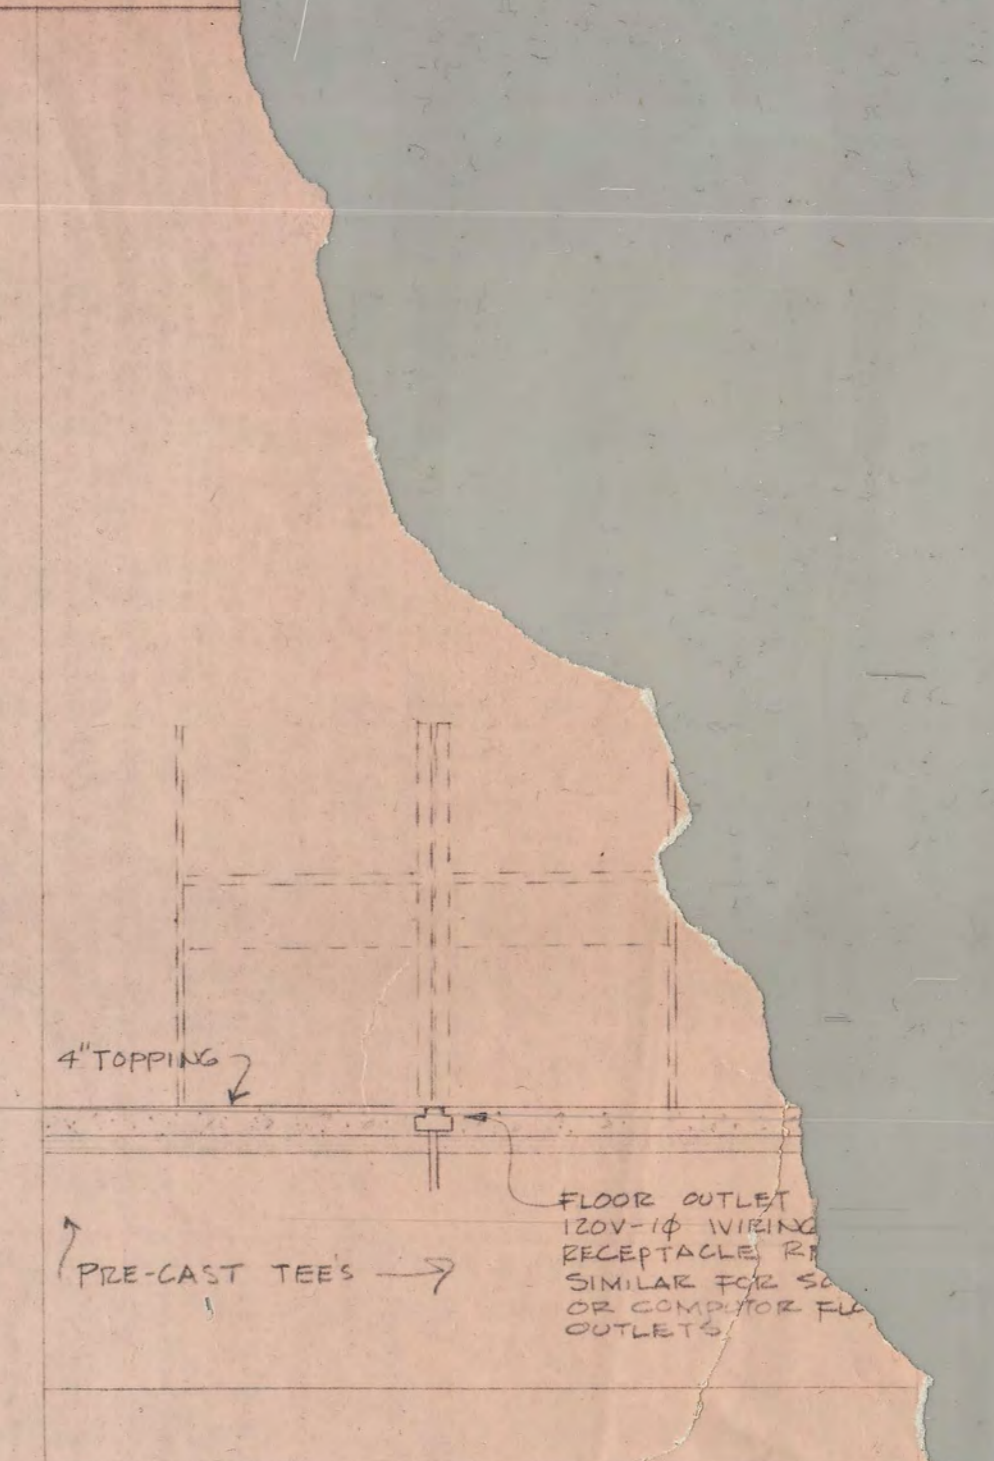 4" TOPPING
FLOOR OUTLET
120V-1Φ WIRING
RECEPTACLE
SIMILAR FOR
OR COMPUTOR
OUTLETS
PRE-CAST TEE'S